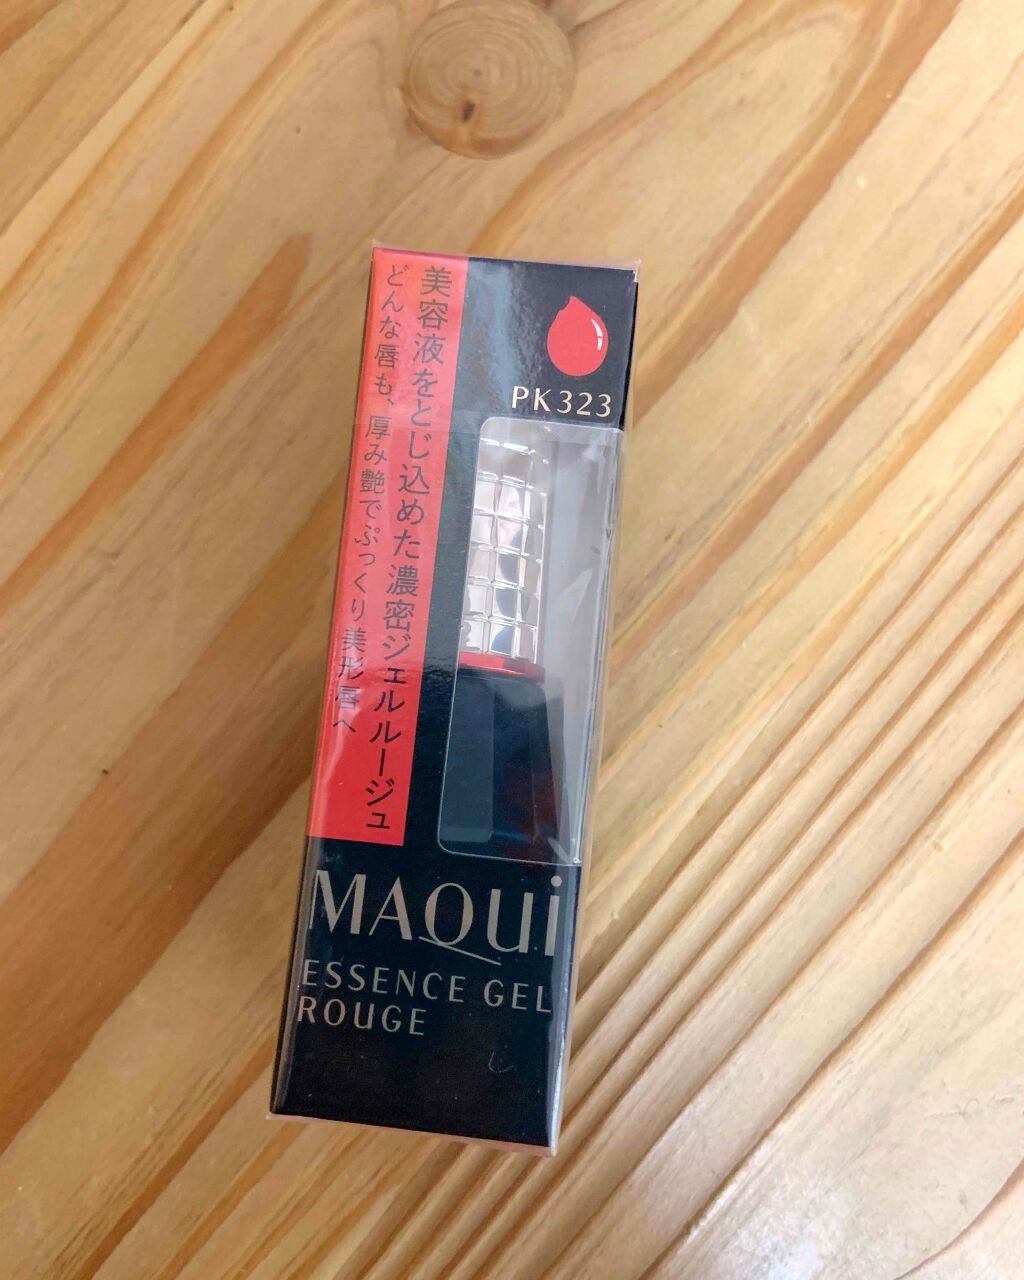 美容液をとじ込めた濃密ジェルルージュ
どんな唇も、厚み艶でぷっくり美形唇へ
PK323
MAQui
ESSENCE GEL
ROUGE